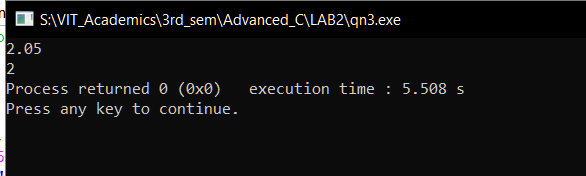 S:\VIT_Academics\3rd_sem\Advanced_C\LAB2\qn3.exe
2.05
2
Process returned 0 (0x0)   execution time : 5.508 s
Press any key to continue.